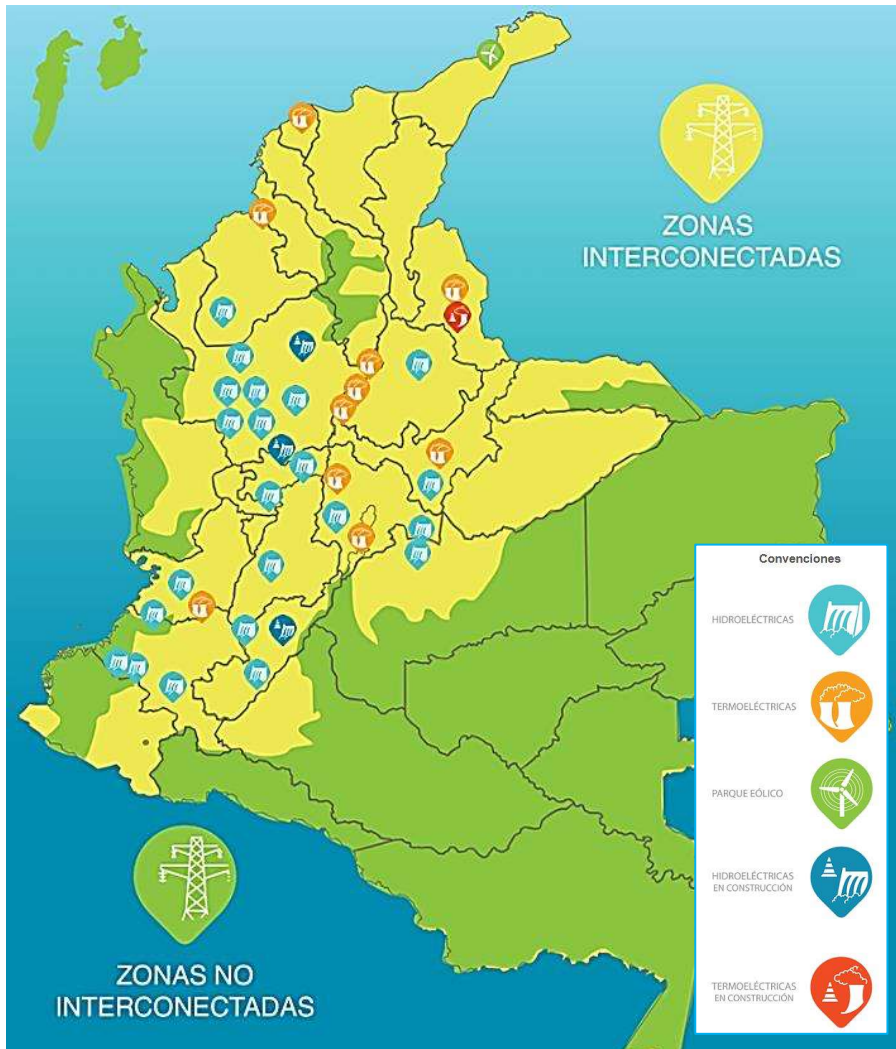 ZONAS
INTERCONECTADAS
Convenciones
HIDROELÉCTRICAS
TERMOELÉCTRICAS
PARQUE EÓLICO
HIDROELÉCTRICAS
EN CONSTRUCCIÓN
TERMOELÉCTRICAS
EN CONSTRUCCIÓN
ZONAS NO
INTERCONECTADAS